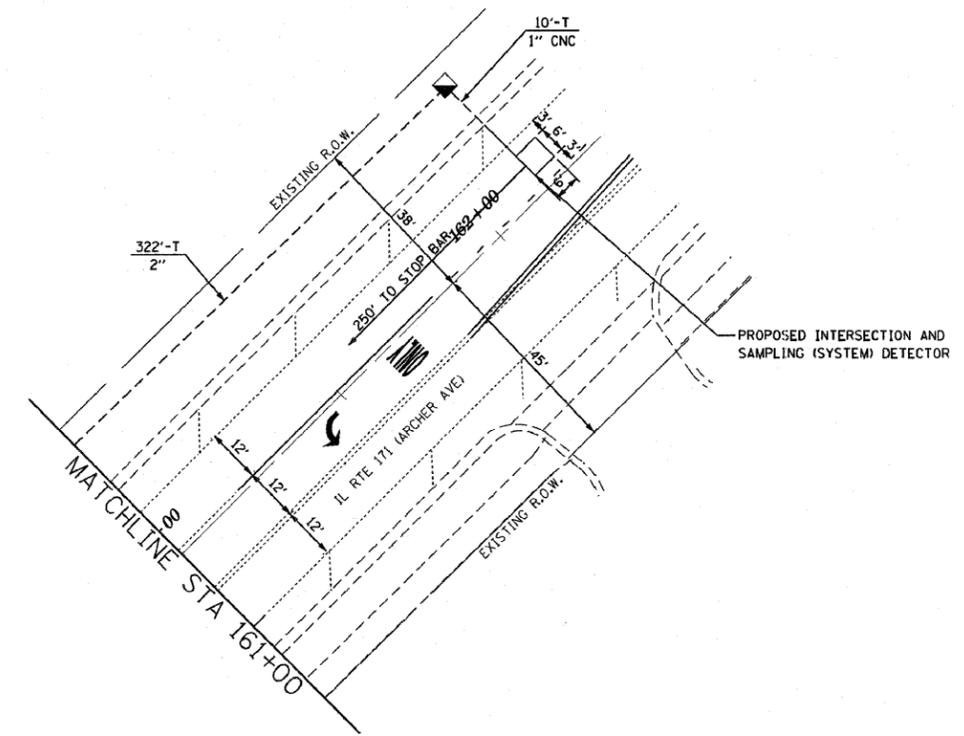 10'-T
1" CNC
3' 6' 3'
6'
EXISTING R.O.W.
38'
162+00
250' TO STOP BAR
322'-T
2"
PROPOSED INTERSECTION AND
SAMPLING (SYSTEM) DETECTOR
45'
ONLY
IL RTE 171 (ARCHER AVE)
12'
12'
12'
EXISTING R.O.W.
00
MATCHLINE STA 161+00